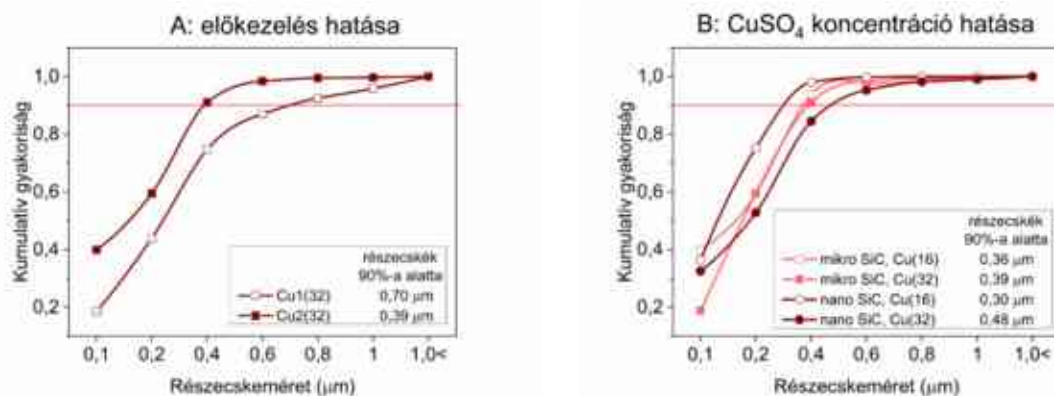 A: előkezelés hatása
Kumulatív gyakoriság
1,0
0,8
0,6
0,4
0,2
részecskék
90%-a alatta
Cu1(32) 0,70 μm
Cu2(32) 0,39 μm
0,1 0,2 0,4 0,6 0,8 1 1,0<
Részecskeméret (μm)
B: CuSO₄ koncentráció hatása
Kumulatív gyakoriság
1,0
0,8
0,6
0,4
0,2
részecskék
90%-a alatta
mikro SiC, Cu(16) 0,36 μm
mikro SiC, Cu(32) 0,39 μm
nano SiC, Cu(16) 0,30 μm
nano SiC, Cu(32) 0,48 μm
0,1 0,2 0,4 0,6 0,8 1 1,0<
Részecskeméret (μm)